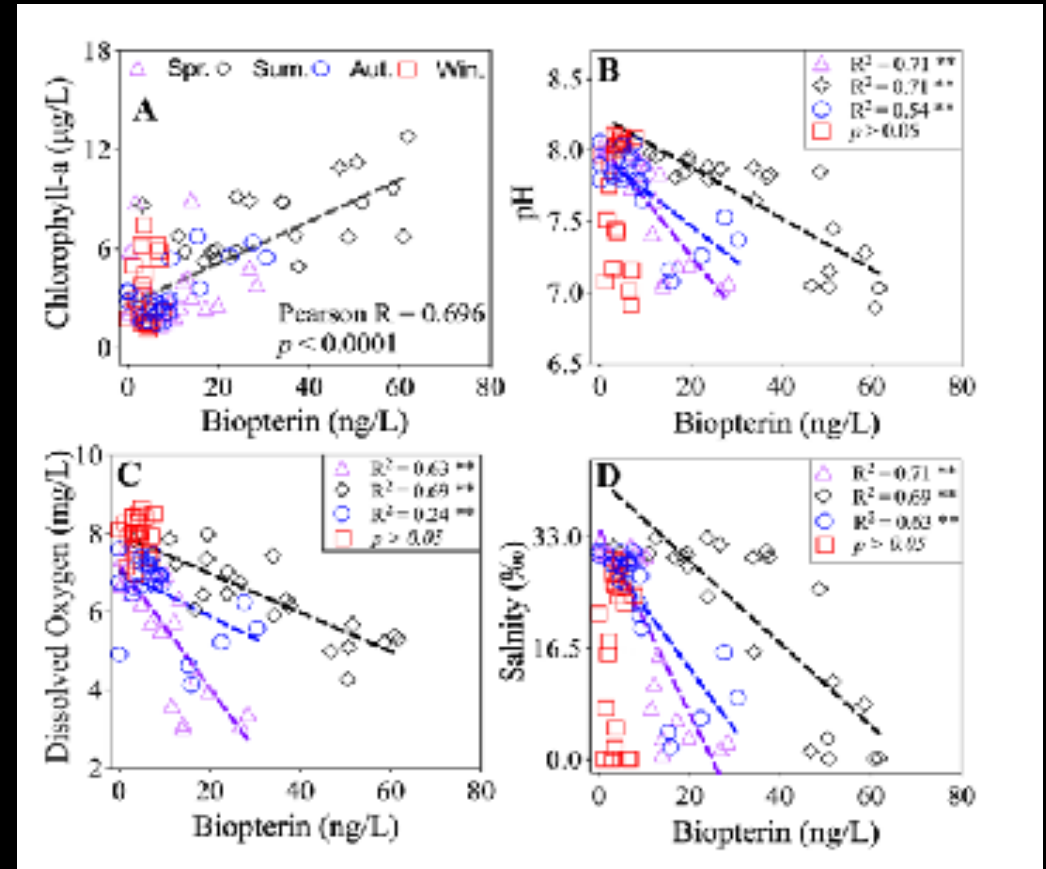 18
12
6
0
Chlorophyll-a (µg/L)
Spr. Sum. Aut. Win.
A
Pearson R = 0.696
p < 0.0001
0 20 40 60 80
Biopterin (ng/L)
8.5
8.0
7.5
7.0
6.5
pH
B
R² = 0.71 **
R² = 0.71 **
R² = 0.54 **
p > 0.05
0 20 40 60 80
Biopterin (ng/L)
10
8
6
4
2
Dissolved Oxygen (mg/L)
C
R² = 0.63 **
R² = 0.69 **
R² = 0.24 **
p > 0.05
0 20 40 60 80
Biopterin (ng/L)
33.0
16.5
0.0
Salnity (‰)
D
R² = 0.71 **
R² = 0.69 **
R² = 0.63 **
p > 0.05
0 20 40 60 80
Biopterin (ng/L)